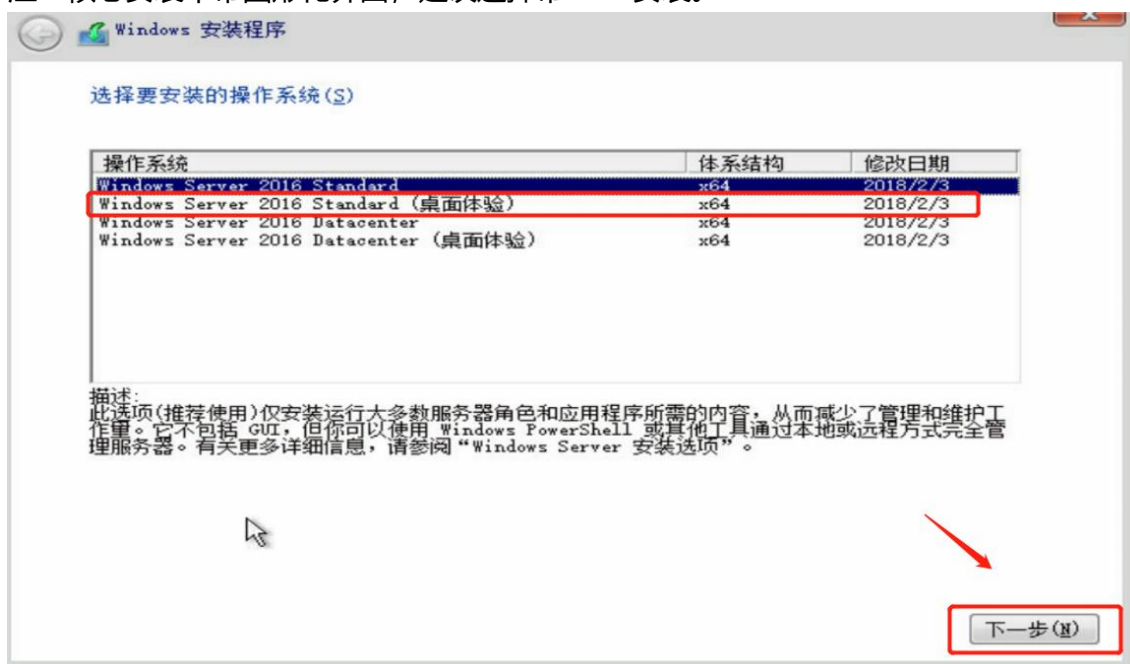 Windows 安装程序
选择要安装的操作系统(S)
操作系统 体系结构 修改日期
Windows Server 2016 Standard x64 2018/2/3
Windows Server 2016 Standard (桌面体验) x64 2018/2/3
Windows Server 2016 Datacenter x64 2018/2/3
Windows Server 2016 Datacenter (桌面体验) x64 2018/2/3
描述:
此选项(推荐使用)仅安装运行大多数服务器角色和应用程序所需的内容，从而减少了管理和维护工
作量。它不包括 GUI，但你可以使用 Windows PowerShell 或其他工具通过本地或远程方式完全管
理服务器。有关更多详细信息，请参阅“Windows Server 安装选项”。
下一步(N)